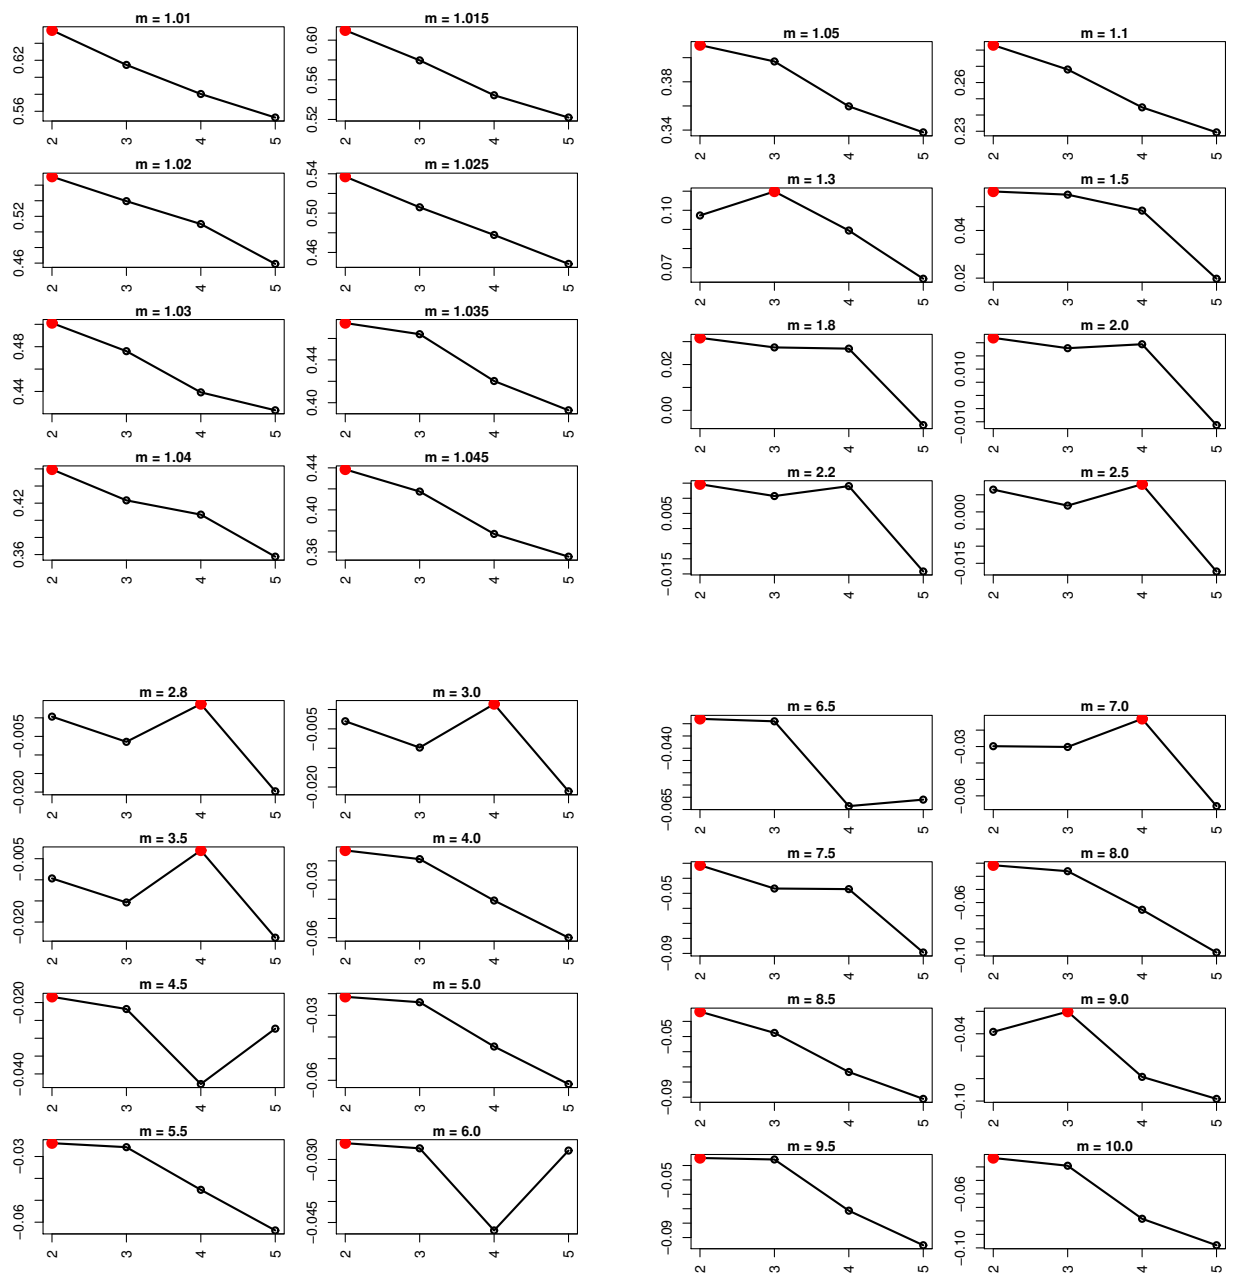 m = 1.01
0.56 0.62
2 3 4 5
m = 1.015
0.52 0.56 0.60
2 3 4 5
m = 1.02
0.46 0.52
2 3 4 5
m = 1.025
0.46 0.50 0.54
2 3 4 5
m = 1.03
0.44 0.48
2 3 4 5
m = 1.035
0.40 0.44
2 3 4 5
m = 1.04
0.36 0.42
2 3 4 5
m = 1.045
0.36 0.40 0.44
2 3 4 5
m = 1.05
0.34 0.38
2 3 4 5
m = 1.1
0.23 0.26
2 3 4 5
m = 1.3
0.07 0.10
2 3 4 5
m = 1.5
0.02 0.04
2 3 4 5
m = 1.8
0.00 0.02
2 3 4 5
m = 2.0
−0.010 0.010
2 3 4 5
m = 2.2
−0.015 0.005
2 3 4 5
m = 2.5
−0.015 0.000
2 3 4 5
m = 2.8
−0.020 −0.005
2 3 4 5
m = 3.0
−0.020 −0.005
2 3 4 5
m = 3.5
−0.020 −0.005
2 3 4 5
m = 4.0
−0.06 −0.03
2 3 4 5
m = 4.5
−0.040 −0.020
2 3 4 5
m = 5.0
−0.06 −0.03
2 3 4 5
m = 5.5
−0.06 −0.03
2 3 4 5
m = 6.0
−0.045 −0.030
2 3 4 5
m = 6.5
−0.065 −0.040
2 3 4 5
m = 7.0
−0.06 −0.03
2 3 4 5
m = 7.5
−0.09 −0.05
2 3 4 5
m = 8.0
−0.10 −0.06
2 3 4 5
m = 8.5
−0.09 −0.05
2 3 4 5
m = 9.0
−0.10 −0.04
2 3 4 5
m = 9.5
−0.09 −0.05
2 3 4 5
m = 10.0
−0.10 −0.06
2 3 4 5